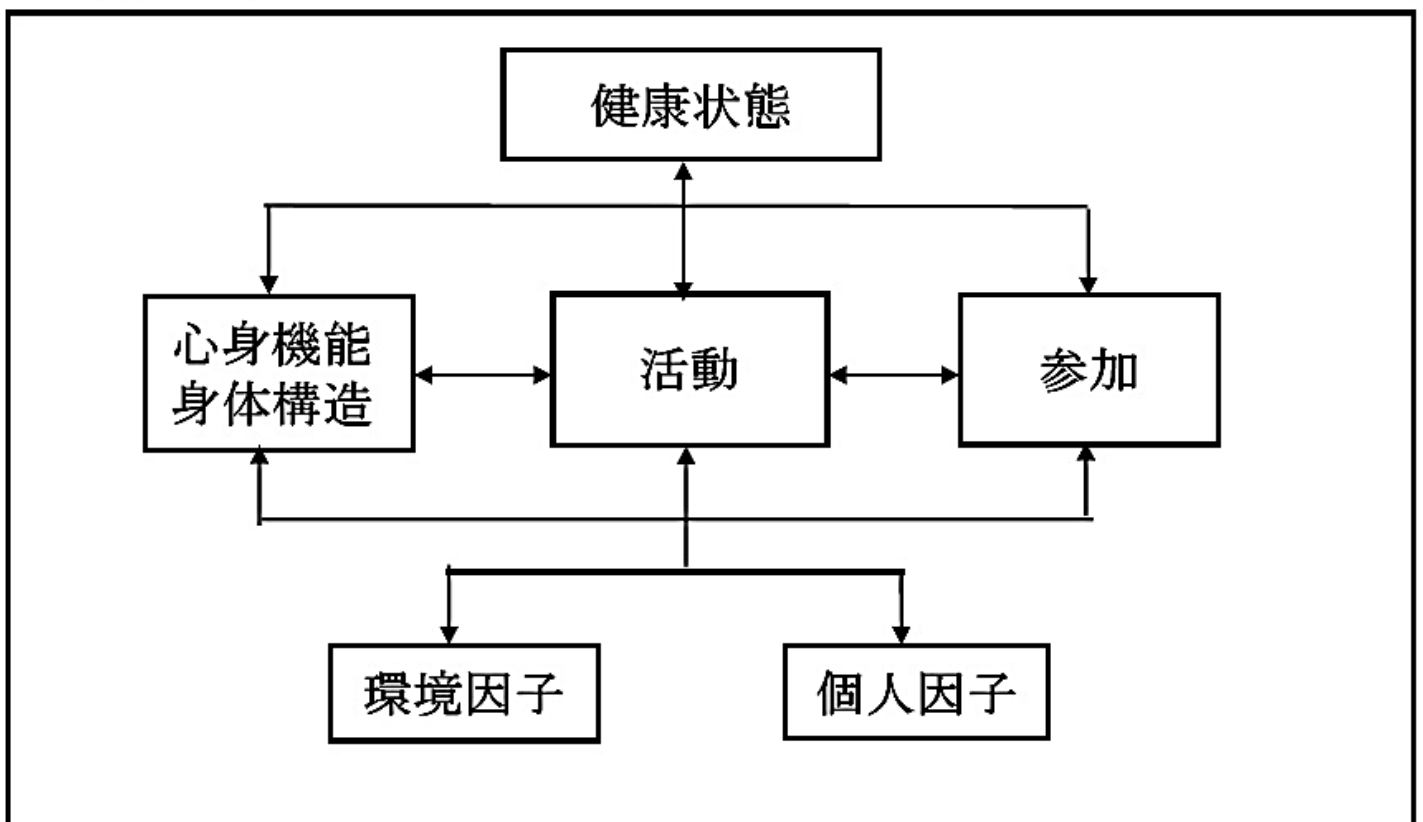 健康状態
心身機能
身体構造
活動
参加
環境因子
個人因子